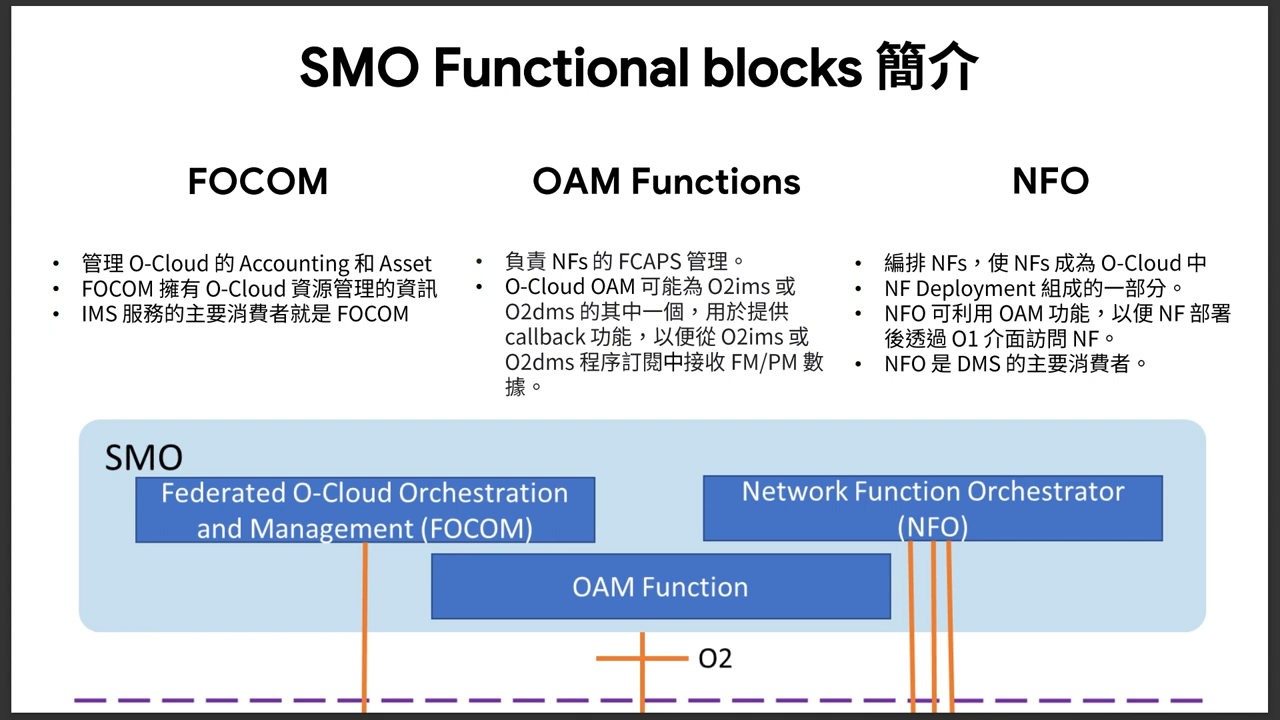 SMO Functional blocks 簡介
FOCOM
• 管理 O-Cloud 的 Accounting 和 Asset
• FOCOM 擁有 O-Cloud 資源管理的資訊
• IMS 服務的主要消費者就是 FOCOM
OAM Functions
• 負責 NFs 的 FCAPS 管理。
• O-Cloud OAM 可能為 O2ims 或
O2dms 的其中一個，用於提供
callback 功能，以便從 O2ims 或
O2dms 程序訂閱中接收 FM/PM 數
據。
NFO
• 編排 NFs，使 NFs 成為 O-Cloud 中
• NF Deployment 組成的一部分。
• NFO 可利用 OAM 功能，以便 NF 部署
後透過 O1 介面訪問 NF。
• NFO 是 DMS 的主要消費者。
SMO
Federated O-Cloud Orchestration
and Management (FOCOM)
Network Function Orchestrator
(NFO)
OAM Function
O2